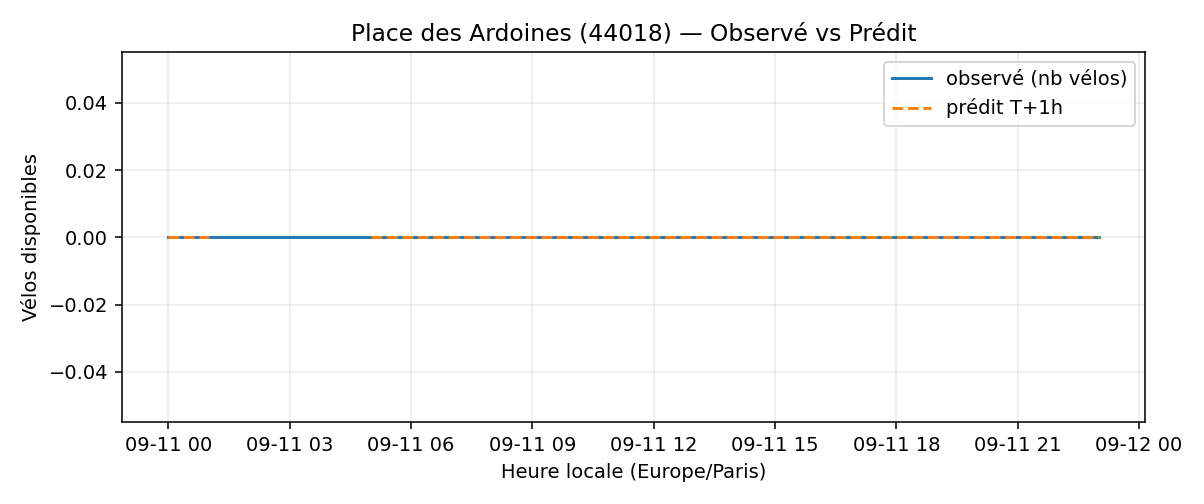 Place des Ardoines (44018) — Observé vs Prédit
observé (nb vélos)
prédit T+1h
Vélos disponibles
0.04
0.02
0.00
−0.02
−0.04
09-11 00 09-11 03 09-11 06 09-11 09 09-11 12 09-11 15 09-11 18 09-11 21 09-12 00
Heure locale (Europe/Paris)